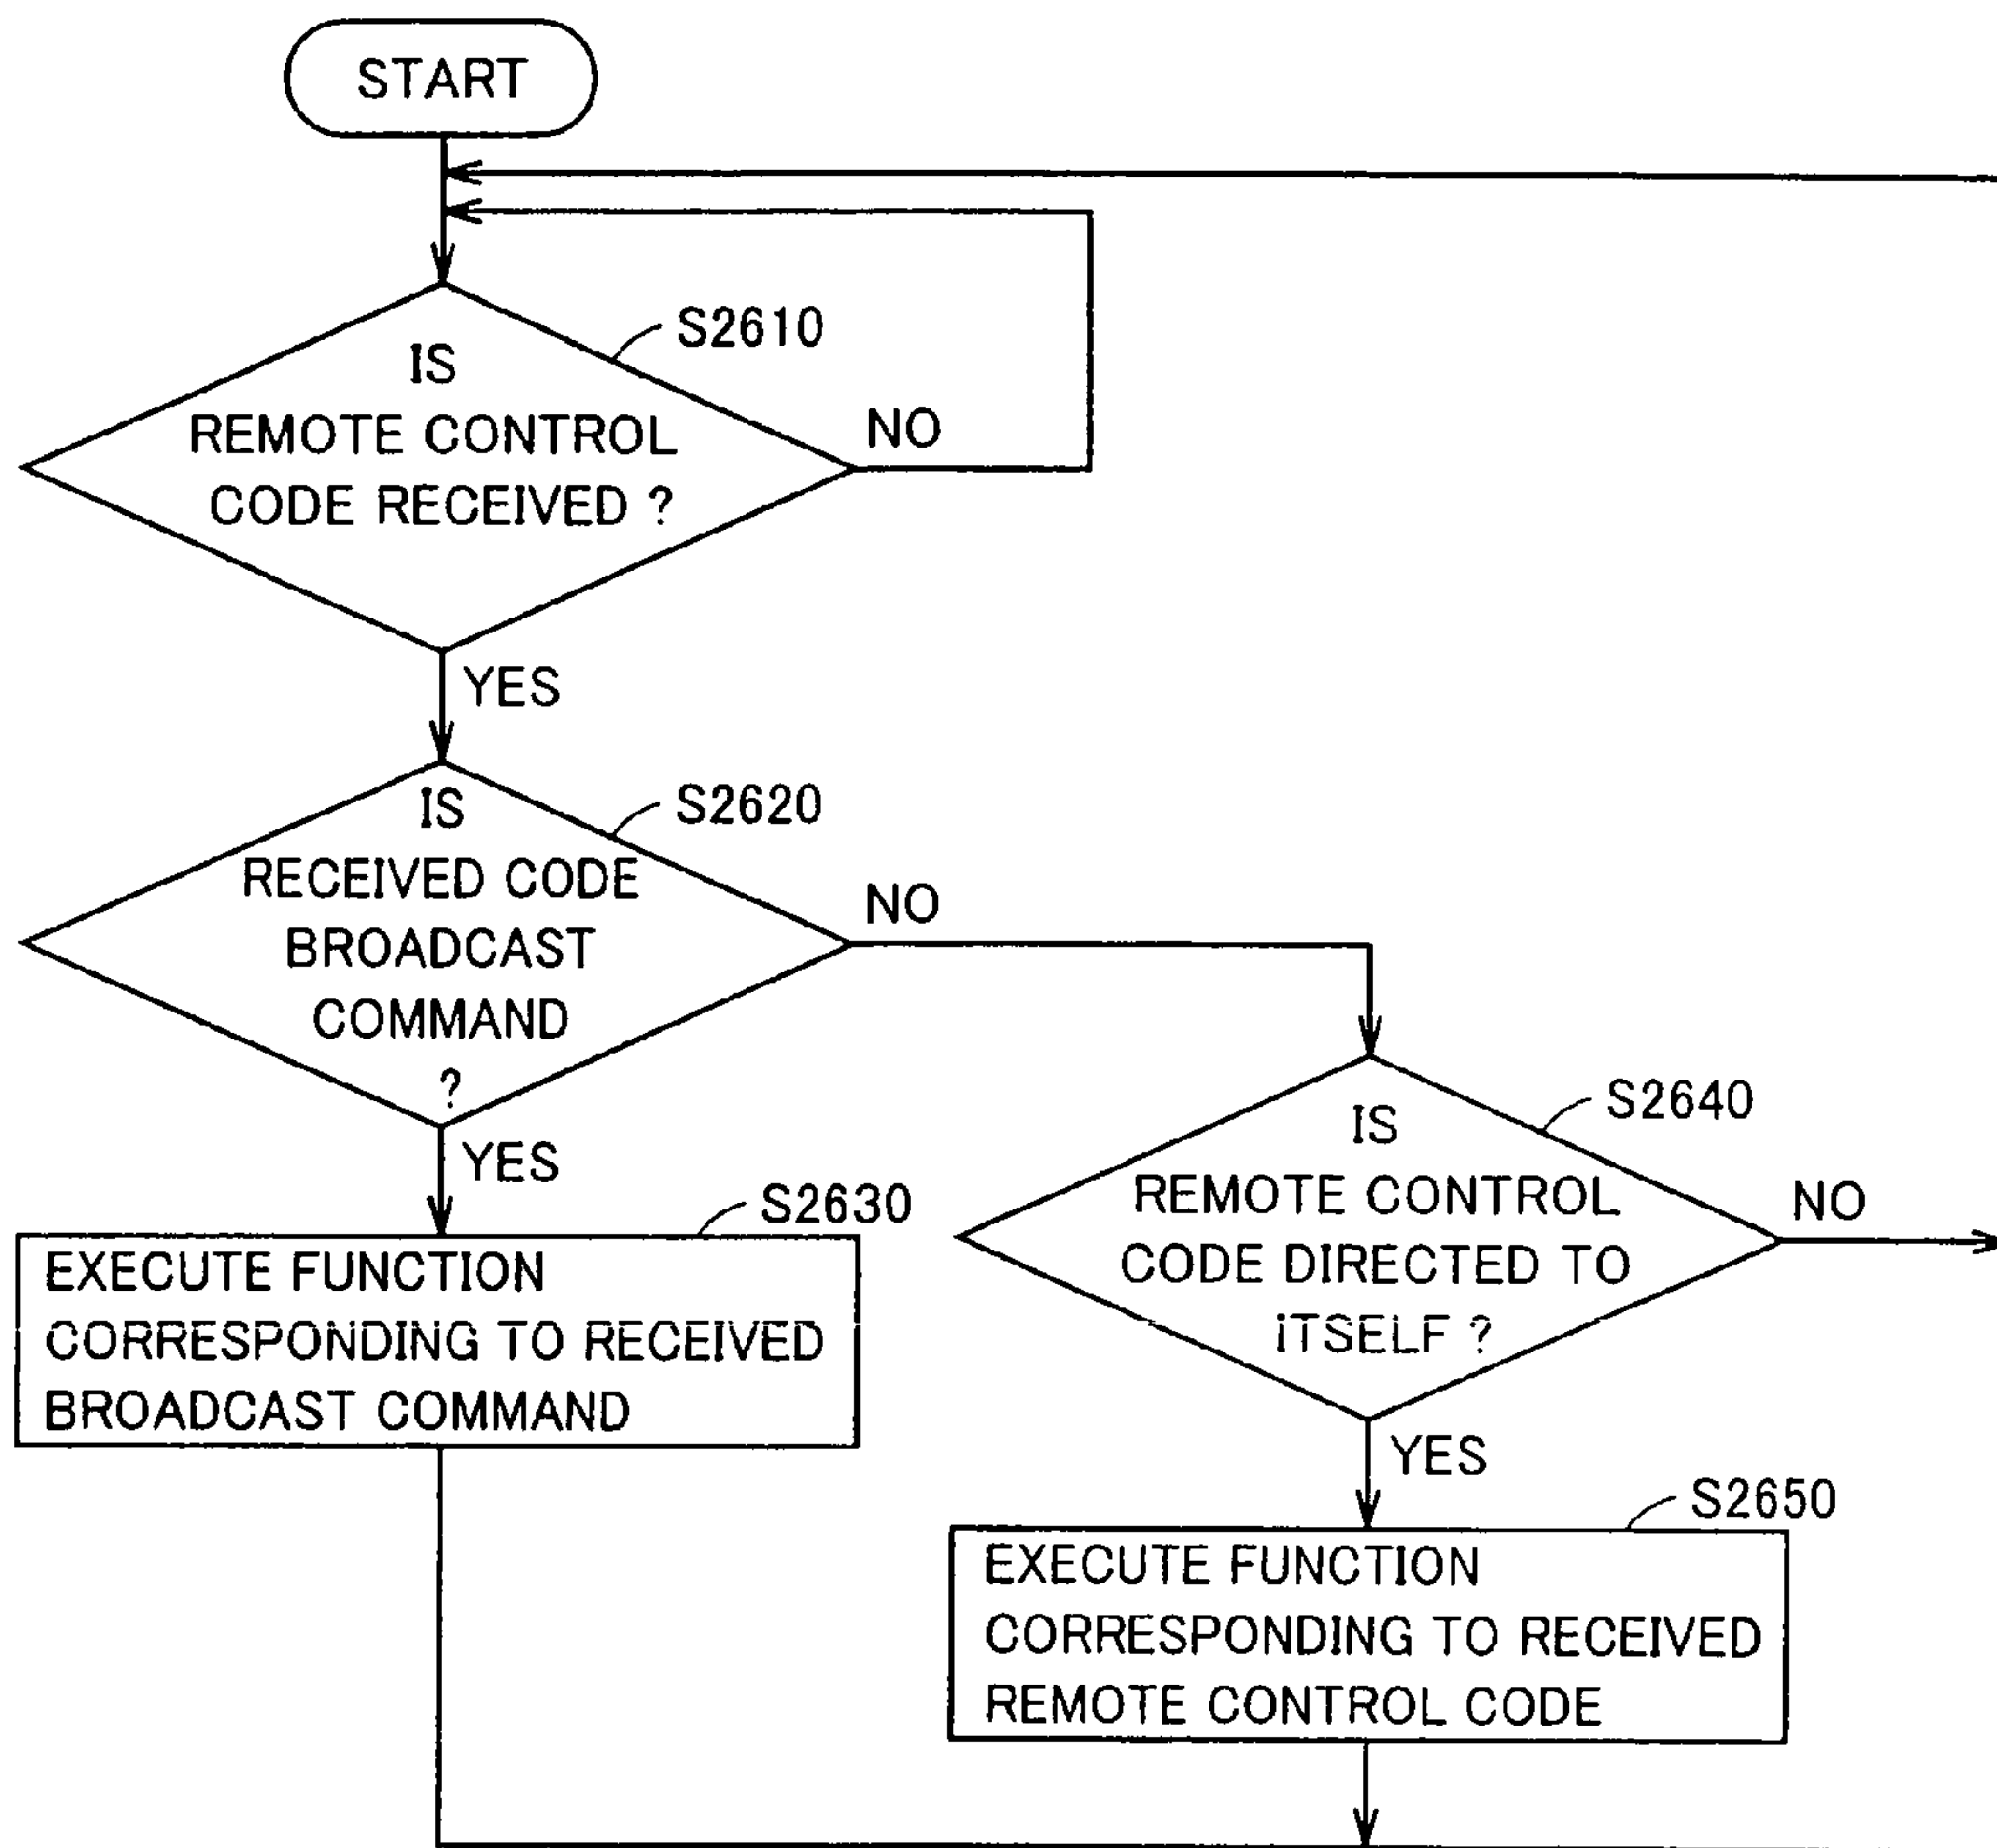 START
S2610
IS
REMOTE CONTROL
CODE RECEIVED ?
NO
YES
S2620
IS
RECEIVED CODE
BROADCAST
COMMAND
?
NO
YES
S2630
EXECUTE FUNCTION
CORRESPONDING TO RECEIVED
BROADCAST COMMAND
S2640
IS
REMOTE CONTROL
CODE DIRECTED TO
ITSELF ?
NO
YES
S2650
EXECUTE FUNCTION
CORRESPONDING TO RECEIVED
REMOTE CONTROL CODE